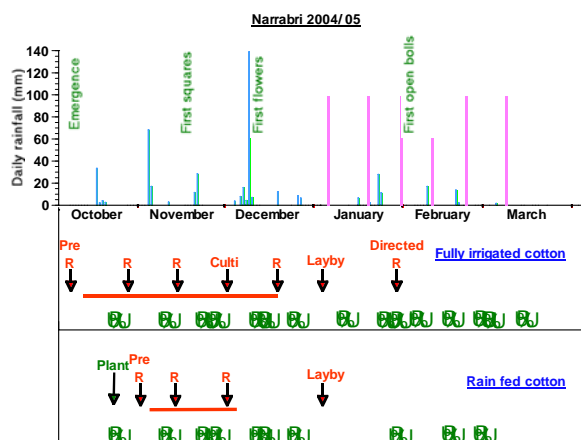 Narrabri 2004/05
140
120
100
80
60
40
20
0
Daily rainfall (mm)
Emergence
First squares
First flowers
First open bolls
October November December January February March
Pre Directed
R R R Culti R Layby R
Fully irrigated cotton
Plant Pre
R R R Layby
Rain fed cotton